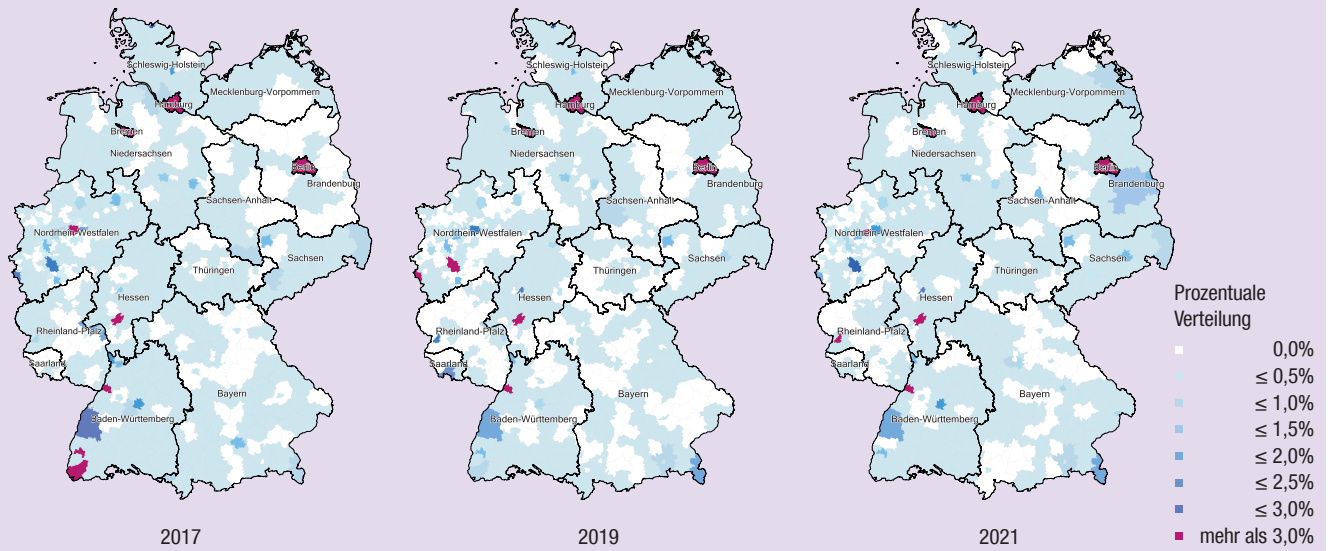 Schleswig-Holstein
Mecklenburg-Vorpommern
Hamburg
Bremen
Niedersachsen
Berlin
Brandenburg
Sachsen-Anhalt
Nordrhein-Westfalen
Sachsen
Thüringen
Hessen
Rheinland-Pfalz
Saarland
Bayern
Baden-Württemberg
2017
Schleswig-Holstein
Mecklenburg-Vorpommern
Hamburg
Bremen
Niedersachsen
Berlin
Brandenburg
Sachsen-Anhalt
Nordrhein-Westfalen
Sachsen
Thüringen
Hessen
Rheinland-Pfalz
Saarland
Bayern
Baden-Württemberg
2019
Schleswig-Holstein
Mecklenburg-Vorpommern
Hamburg
Bremen
Niedersachsen
Berlin
Brandenburg
Sachsen-Anhalt
Nordrhein-Westfalen
Sachsen
Thüringen
Hessen
Rheinland-Pfalz
Saarland
Bayern
Baden-Württemberg
2021
Prozentuale
Verteilung
0,0%
≤ 0,5%
≤ 1,0%
≤ 1,5%
≤ 2,0%
≤ 2,5%
≤ 3,0%
mehr als 3,0%